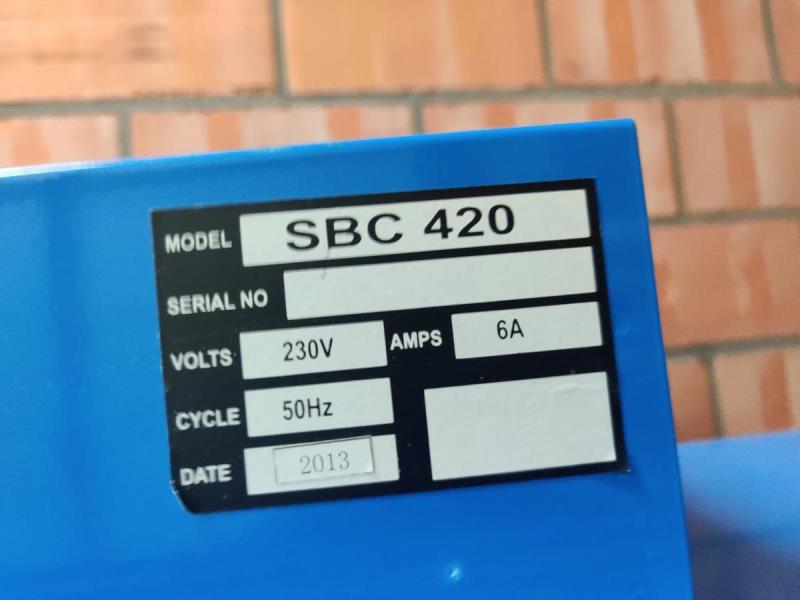 MODEL SBC 420
SERIAL NO
VOLTS 230V AMPS 6A
CYCLE 50Hz
DATE 2013